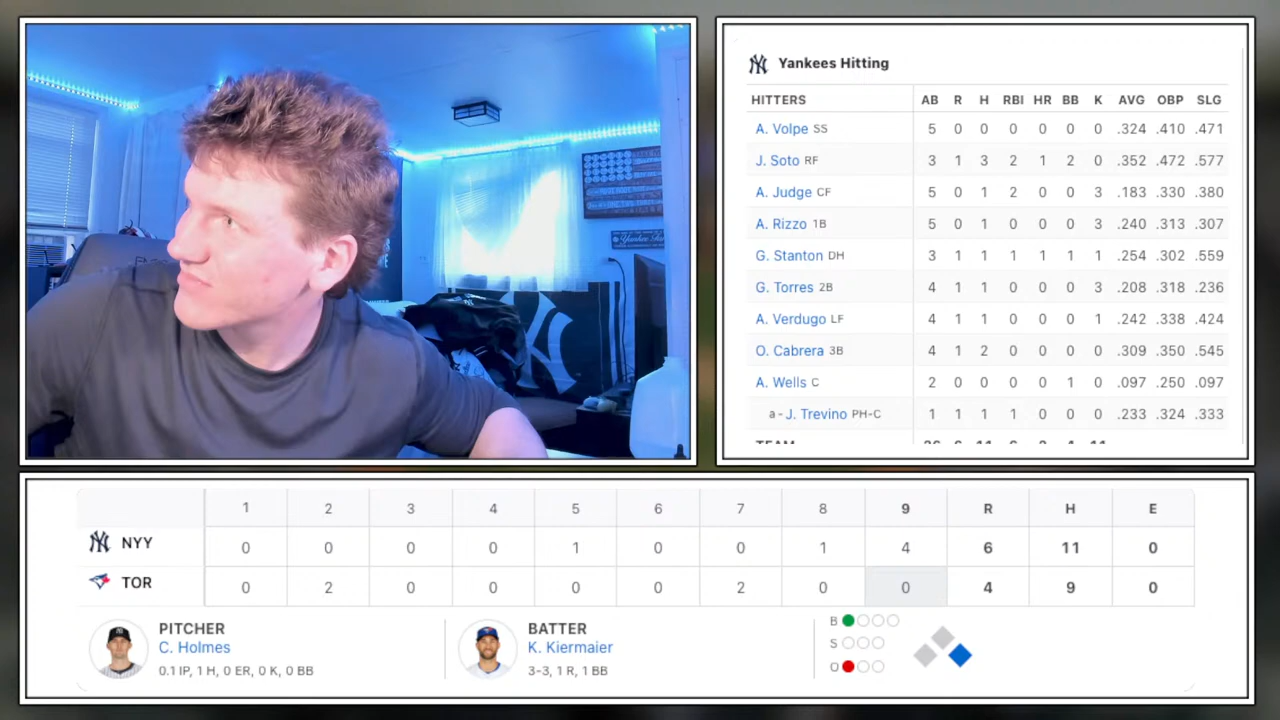 Yankees Hitting
HITTERS AB R H RBI HR BB K AVG OBP SLG
A. Volpe SS 5 0 0 0 0 0 0 .324 .410 .471
J. Soto RF 3 1 3 2 1 2 0 .352 .472 .577
A. Judge CF 5 0 1 2 0 0 3 .183 .330 .380
A. Rizzo 1B 5 0 1 0 0 0 3 .240 .313 .307
G. Stanton DH 3 1 1 1 1 1 1 .254 .302 .559
G. Torres 2B 4 1 1 0 0 0 3 .208 .318 .236
A. Verdugo LF 4 1 1 0 0 0 1 .242 .338 .424
O. Cabrera 3B 4 1 2 0 0 0 0 .309 .350 .545
A. Wells C 2 0 0 0 0 1 0 .097 .250 .097
a - J. Trevino PH-C 1 1 1 1 0 0 0 .233 .324 .333
TEAM
1 2 3 4 5 6 7 8 9 R H E
NYY 0 0 0 0 1 0 0 1 4 6 11 0
TOR 0 2 0 0 0 0 2 0 0 4 9 0
PITCHER
C. Holmes
0.1 IP, 1 H, 0 ER, 0 K, 0 BB
BATTER
K. Kiermaier
3-3, 1 R, 1 BB
B
S
O